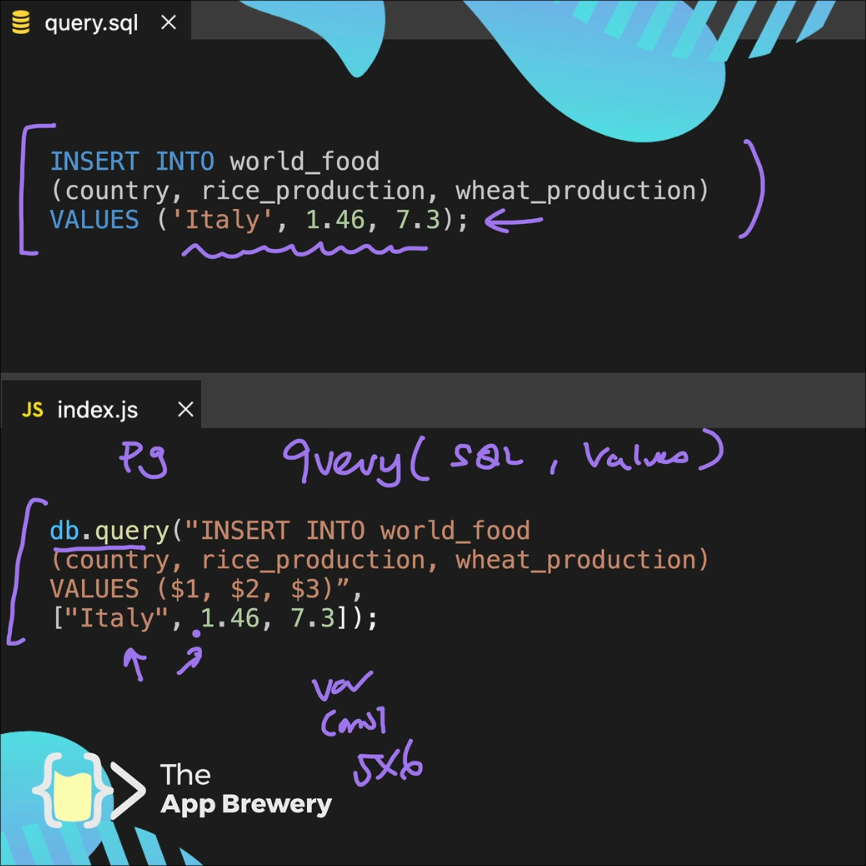 query.sql
INSERT INTO world_food
(country, rice_production, wheat_production)
VALUES ('Italy', 1.46, 7.3);
JS index.js
Pg query( SQL , values )
db.query("INSERT INTO world_food
(country, rice_production, wheat_production)
VALUES ($1, $2, $3)”,
["Italy", 1.46, 7.3]);
var
const
5X6
The
App Brewery